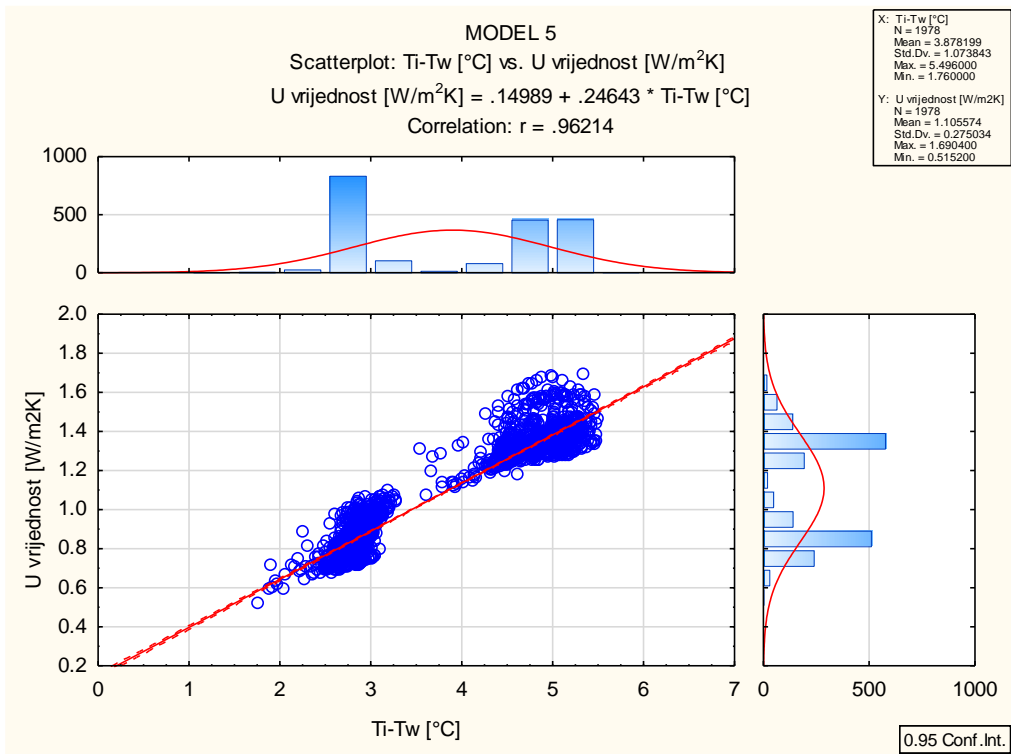 MODEL 5
Scatterplot: Ti-Tw [°C] vs. U vrijednost [W/m²K]
U vrijednost [W/m²K] = .14989 + .24643 * Ti-Tw [°C]
Correlation: r = .96214
X: Ti-Tw [°C]
N = 1978
Mean = 3.878199
Std.Dv. = 1.073843
Max. = 5.496000
Min. = 1.760000
Y: U vrijednost [W/m2K]
N = 1978
Mean = 1.105574
Std.Dv. = 0.275034
Max. = 1.690400
Min. = 0.515200
1000
500
0
2.0
1.8
1.6
1.4
1.2
1.0
0.8
0.6
0.4
0.2
U vrijednost [W/m2K]
0 1 2 3 4 5 6 7
Ti-Tw [°C]
0 500 1000
0.95 Conf.Int.